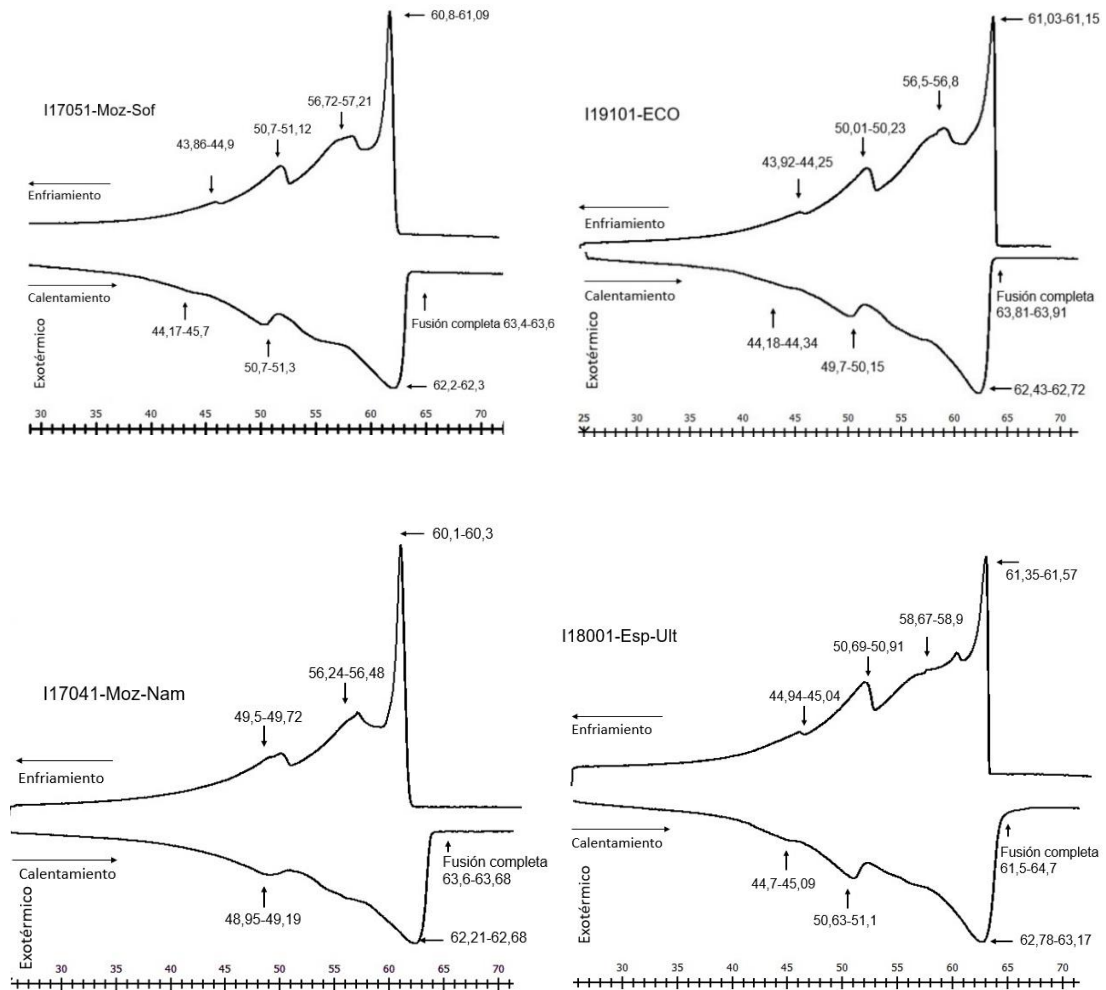 60,8-61,09
I17051-Moz-Sof
56,72-57,21
50,7-51,12
43,86-44,9
Enfriamiento
Calentamiento
Fusión completa
63,4-63,6
44,17-45,7
50,7-51,3
62,2-62,3
Exotérmico
30 35 40 45 50 55 60 65 70
61,03-61,15
56,5-56,8
I19101-ECO
50,01-50,23
43,92-44,25
Enfriamiento
Calentamiento
Fusión completa
63,81-63,91
44,18-44,34
49,7-50,15
62,43-62,72
Exotérmico
25 30 35 40 45 50 55 60 65 70
60,1-60,3
I17041-Moz-Nam
56,24-56,48
49,5-49,72
Enfriamiento
Calentamiento
Fusión completa
63,6-63,68
48,95-49,19
62,21-62,68
Exotérmico
30 35 40 45 50 55 60 65 70
61,35-61,57
58,67-58,9
I18001-Esp-Ult
50,69-50,91
44,94-45,04
Enfriamiento
Calentamiento
Fusión completa
61,5-64,7
44,7-45,09
50,63-51,1
62,78-63,17
Exotérmico
30 35 40 45 50 55 60 65 70